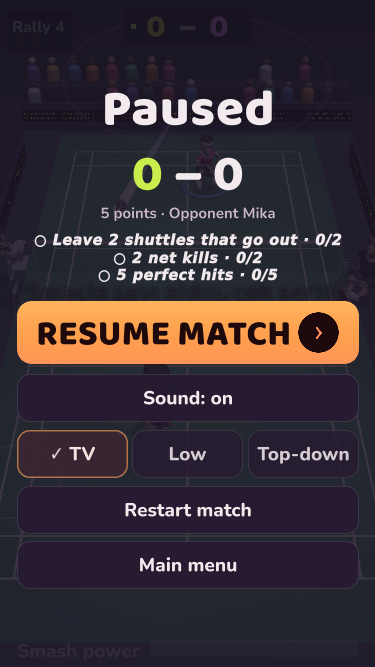 Rally 4
0 – 0
Paused
0 – 0
5 points · Opponent Mika
○ Leave 2 shuttles that go out · 0/2
○ 2 net kills · 0/2
○ 5 perfect hits · 0/5
RESUME MATCH ›
Sound: on
✓ TV
Low
Top-down
Restart match
Main menu
Smash power